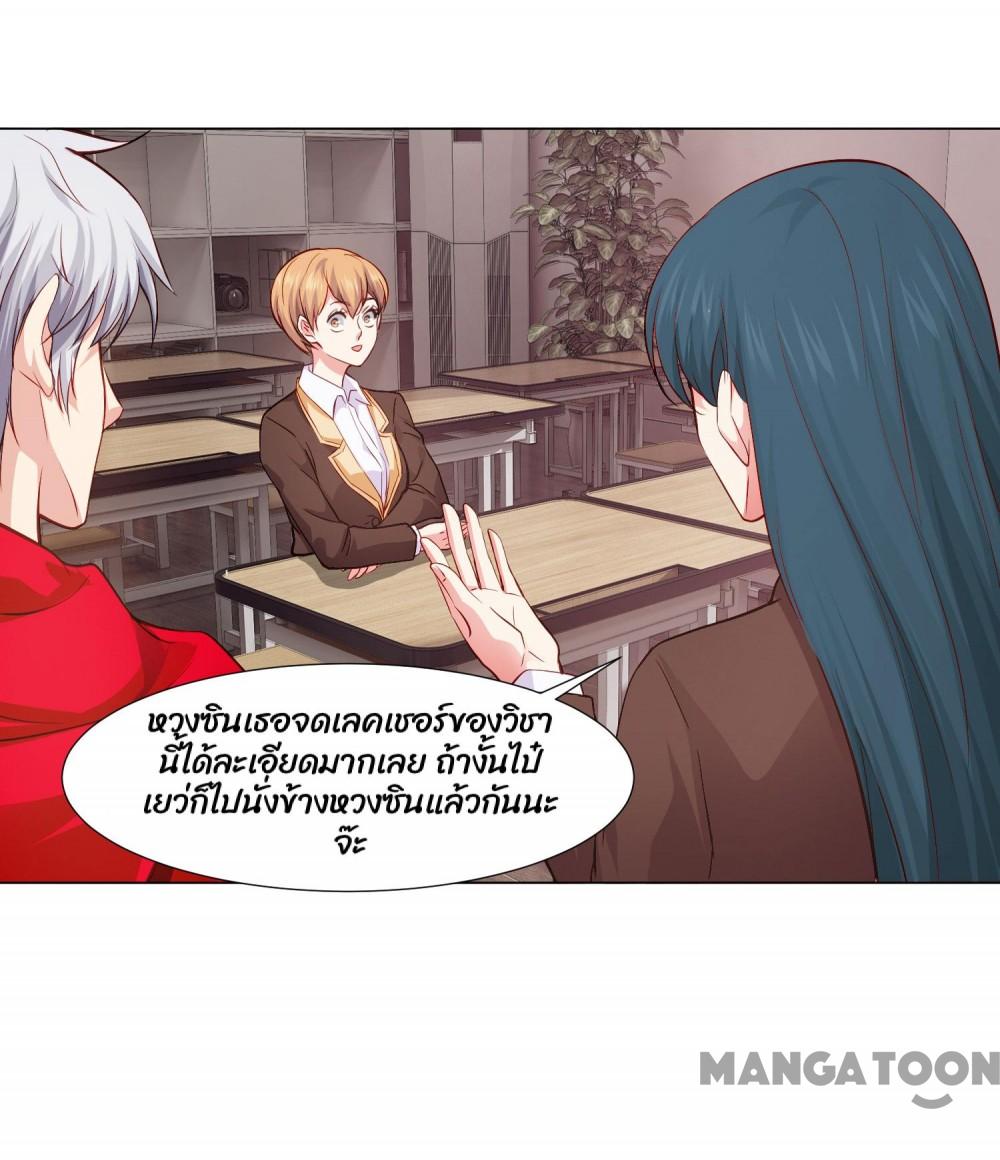 หวงซินเธอจดเลคเชอร์ของวิชา
นี้ได้ละเอียดมากเลย ถ้างั้นไป๋
เยว่ก็ไปนั่งข้างหวงซินแล้วกันนะ
จ๊ะ
MANGATOON